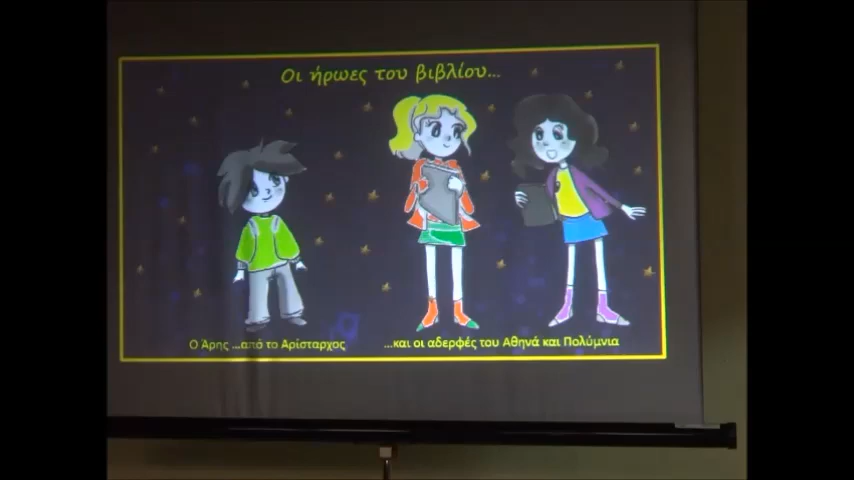 Οι ήρωες του βιβλίου...
Ο Άρης ...από το Αρίσταρχος
...και οι αδερφές του Αθηνά και Πολύμνια